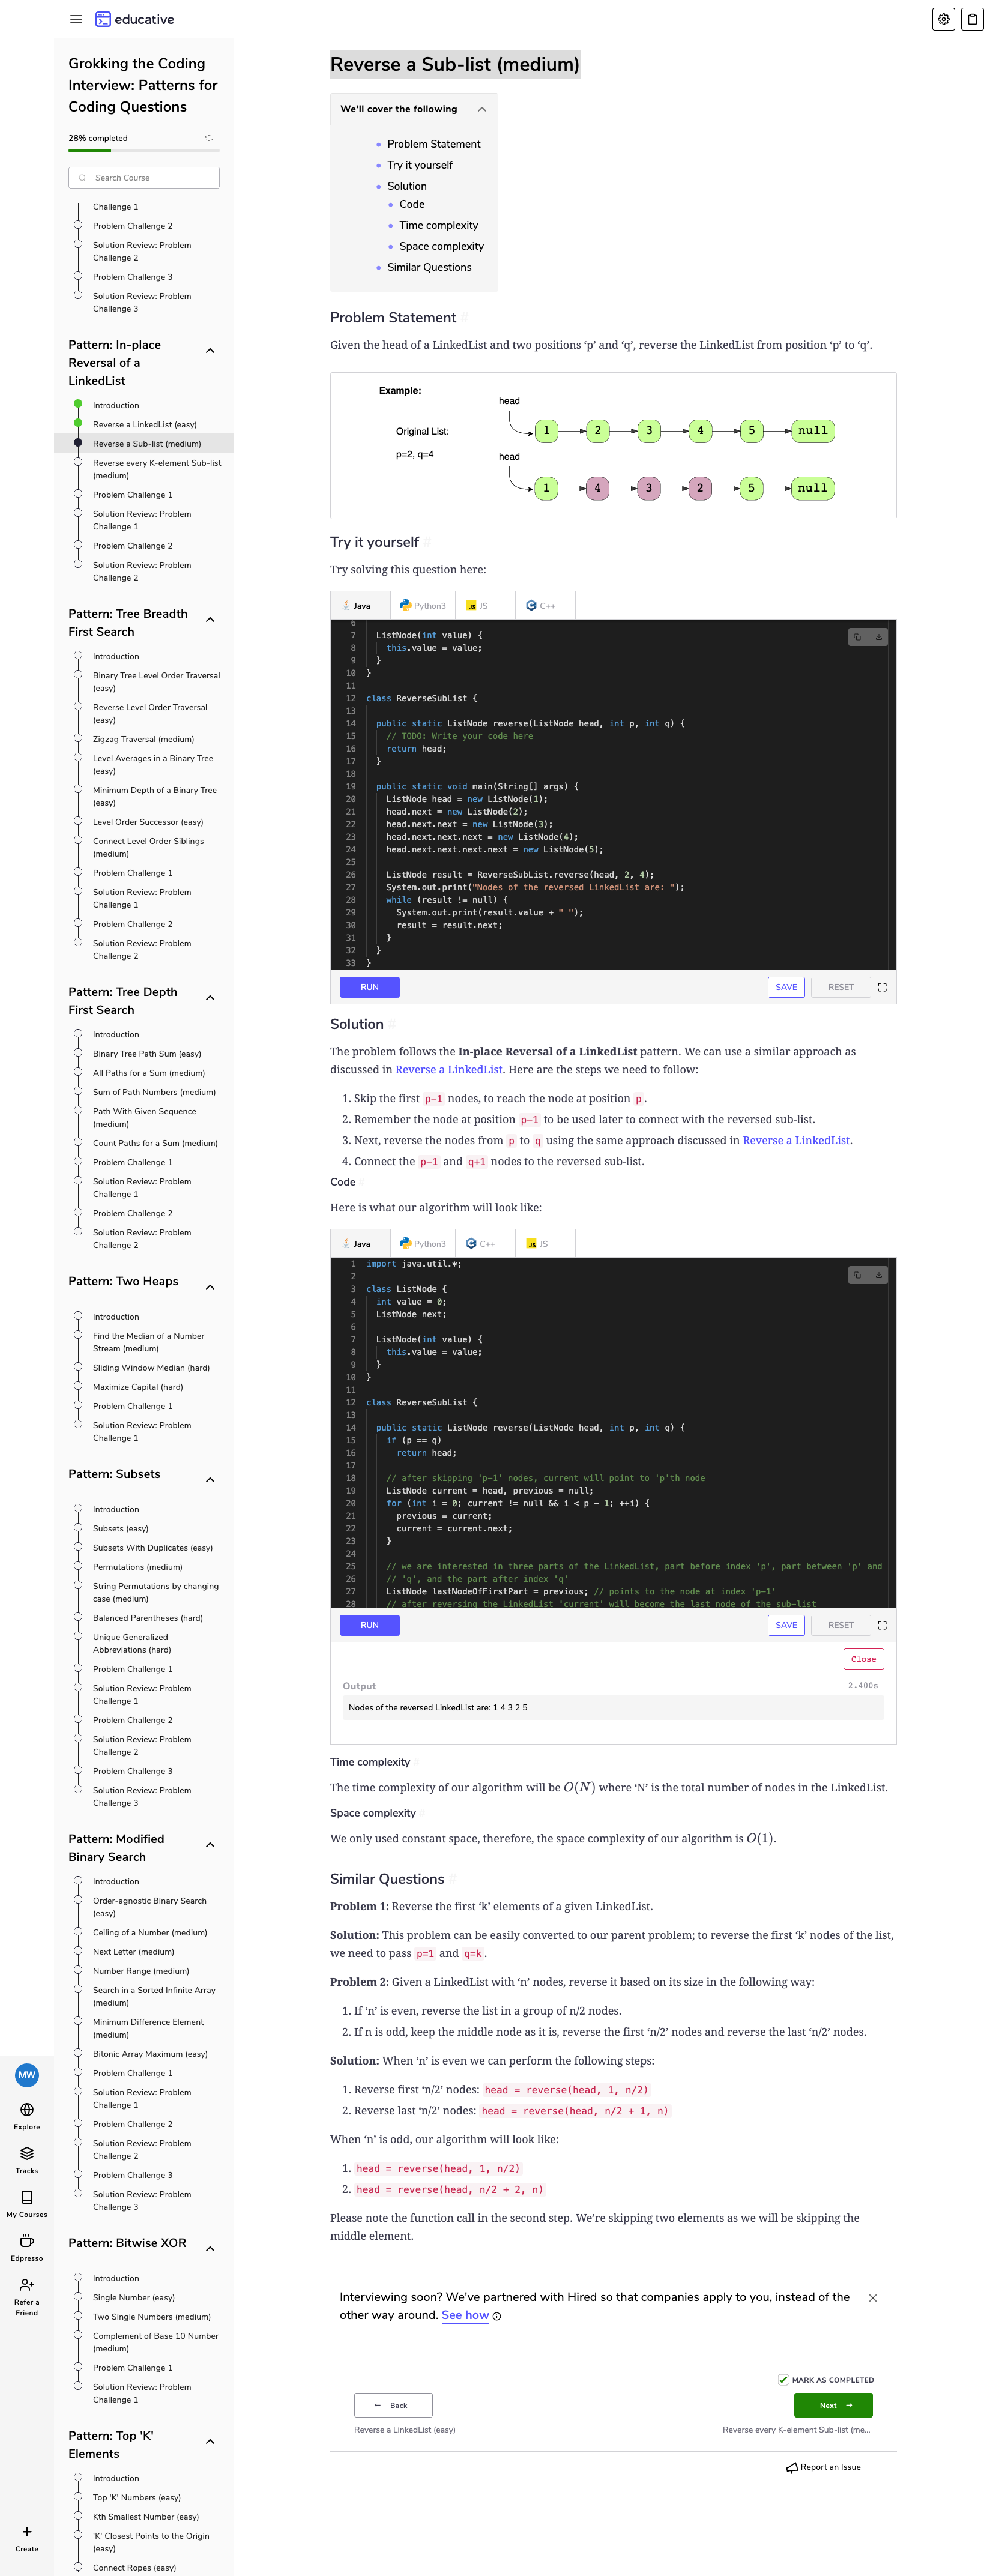 educative
Grokking the Coding
Interview: Patterns for
Coding Questions
28% completed
Search Course
Challenge 1
Problem Challenge 2
Solution Review: Problem
Challenge 2
Problem Challenge 3
Solution Review: Problem
Challenge 3
Pattern: In-place
Reversal of a
LinkedList
Introduction
Reverse a LinkedList (easy)
Reverse a Sub-list (medium)
Reverse every K-element Sub-list
(medium)
Problem Challenge 1
Solution Review: Problem
Challenge 1
Problem Challenge 2
Solution Review: Problem
Challenge 2
Pattern: Tree Breadth
First Search
Introduction
Binary Tree Level Order Traversal
(easy)
Reverse Level Order Traversal
(easy)
Zigzag Traversal (medium)
Level Averages in a Binary Tree
(easy)
Minimum Depth of a Binary Tree
(easy)
Level Order Successor (easy)
Connect Level Order Siblings
(medium)
Problem Challenge 1
Solution Review: Problem
Challenge 1
Problem Challenge 2
Solution Review: Problem
Challenge 2
Pattern: Tree Depth
First Search
Introduction
Binary Tree Path Sum (easy)
All Paths for a Sum (medium)
Sum of Path Numbers (medium)
Path With Given Sequence
(medium)
Count Paths for a Sum (medium)
Problem Challenge 1
Solution Review: Problem
Challenge 1
Problem Challenge 2
Solution Review: Problem
Challenge 2
Pattern: Two Heaps
Introduction
Find the Median of a Number
Stream (medium)
Sliding Window Median (hard)
Maximize Capital (hard)
Problem Challenge 1
Solution Review: Problem
Challenge 1
Pattern: Subsets
Introduction
Subsets (easy)
Subsets With Duplicates (easy)
Permutations (medium)
String Permutations by changing
case (medium)
Balanced Parentheses (hard)
Unique Generalized
Abbreviations (hard)
Problem Challenge 1
Solution Review: Problem
Challenge 1
Problem Challenge 2
Solution Review: Problem
Challenge 2
Problem Challenge 3
Solution Review: Problem
Challenge 3
Pattern: Modified
Binary Search
Introduction
Order-agnostic Binary Search
(easy)
Ceiling of a Number (medium)
Next Letter (medium)
Number Range (medium)
Search in a Sorted Infinite Array
(medium)
Minimum Difference Element
(medium)
Bitonic Array Maximum (easy)
Problem Challenge 1
Solution Review: Problem
Challenge 1
Problem Challenge 2
Solution Review: Problem
Challenge 2
Problem Challenge 3
Solution Review: Problem
Challenge 3
Pattern: Bitwise XOR
Introduction
Single Number (easy)
Two Single Numbers (medium)
Complement of Base 10 Number
(medium)
Problem Challenge 1
Solution Review: Problem
Challenge 1
Pattern: Top 'K'
Elements
Introduction
Top 'K' Numbers (easy)
Kth Smallest Number (easy)
'K' Closest Points to the Origin
(easy)
Connect Ropes (easy)
MW
Explore
Tracks
My Courses
Edpresso
Refer a
Friend
Create
Reverse a Sub-list (medium)
We'll cover the following
Problem Statement
Try it yourself
Solution
Code
Time complexity
Space complexity
Similar Questions
Problem Statement #
Given the head of a LinkedList and two positions ‘p’ and ‘q’, reverse the LinkedList from position ‘p’ to ‘q’.
Example:
head
Original List:
1 2 3 4 5 null
p=2, q=4
head
1 4 3 2 5 null
Try it yourself #
Try solving this question here:
Java Python3 JS C++
6
7 ListNode(int value) {
8 this.value = value;
9 }
10 }
11
12 class ReverseSubList {
13
14 public static ListNode reverse(ListNode head, int p, int q) {
15 // TODO: Write your code here
16 return head;
17 }
18
19 public static void main(String[] args) {
20 ListNode head = new ListNode(1);
21 head.next = new ListNode(2);
22 head.next.next = new ListNode(3);
23 head.next.next.next = new ListNode(4);
24 head.next.next.next.next = new ListNode(5);
25
26 ListNode result = ReverseSubList.reverse(head, 2, 4);
27 System.out.print("Nodes of the reversed LinkedList are: ");
28 while (result != null) {
29 System.out.print(result.value + " ");
30 result = result.next;
31 }
32 }
33 }
RUN SAVE RESET
Solution #
The problem follows the In-place Reversal of a LinkedList pattern. We can use a similar approach as
discussed in Reverse a LinkedList. Here are the steps we need to follow:
1. Skip the first p-1 nodes, to reach the node at position p.
2. Remember the node at position p-1 to be used later to connect with the reversed sub-list.
3. Next, reverse the nodes from p to q using the same approach discussed in Reverse a LinkedList.
4. Connect the p-1 and q+1 nodes to the reversed sub-list.
Code #
Here is what our algorithm will look like:
Java Python3 C++ JS
1 import java.util.*;
2
3 class ListNode {
4 int value = 0;
5 ListNode next;
6
7 ListNode(int value) {
8 this.value = value;
9 }
10 }
11
12 class ReverseSubList {
13
14 public static ListNode reverse(ListNode head, int p, int q) {
15 if (p == q)
16 return head;
17
18 // after skipping 'p-1' nodes, current will point to 'p'th node
19 ListNode current = head, previous = null;
20 for (int i = 0; current != null && i < p - 1; ++i) {
21 previous = current;
22 current = current.next;
23 }
24
25 // we are interested in three parts of the LinkedList, part before index 'p', part between 'p' and
26 // 'q', and the part after index 'q'
27 ListNode lastNodeOfFirstPart = previous; // points to the node at index 'p-1'
28 // after reversing the LinkedList 'current' will become the last node of the sub-list
RUN SAVE RESET
Close
Output 2.400s
Nodes of the reversed LinkedList are: 1 4 3 2 5
Time complexity #
The time complexity of our algorithm will be O(N) where ‘N’ is the total number of nodes in the LinkedList.
Space complexity #
We only used constant space, therefore, the space complexity of our algorithm is O(1).
Similar Questions #
Problem 1: Reverse the first ‘k’ elements of a given LinkedList.
Solution: This problem can be easily converted to our parent problem; to reverse the first ‘k’ nodes of the list,
we need to pass p=1 and q=k.
Problem 2: Given a LinkedList with ‘n’ nodes, reverse it based on its size in the following way:
1. If ‘n’ is even, reverse the list in a group of n/2 nodes.
2. If n is odd, keep the middle node as it is, reverse the first ‘n/2’ nodes and reverse the last ‘n/2’ nodes.
Solution: When ‘n’ is even we can perform the following steps:
1. Reverse first ‘n/2’ nodes: head = reverse(head, 1, n/2)
2. Reverse last ‘n/2’ nodes: head = reverse(head, n/2 + 1, n)
When ‘n’ is odd, our algorithm will look like:
1. head = reverse(head, 1, n/2)
2. head = reverse(head, n/2 + 2, n)
Please note the function call in the second step. We’re skipping two elements as we will be skipping the
middle element.
Interviewing soon? We've partnered with Hired so that companies apply to you, instead of the
other way around. See how
MARK AS COMPLETED
← Back
Next →
Reverse a LinkedList (easy)
Reverse every K-element Sub-list (me...
Report an Issue